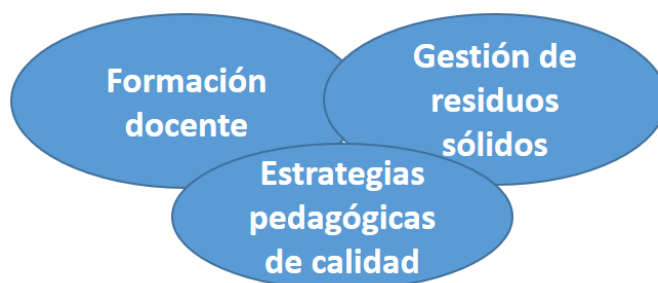 Formación
docente
Gestión de
residuos
sólidos
Estrategias
pedagógicas
de calidad